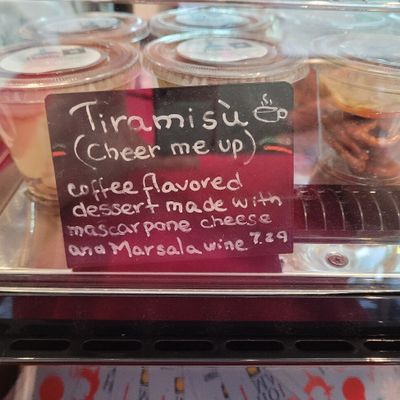 Tiramisù
(Cheer me up)
coffee flavored
dessert made with
mascarpone cheese
and Marsala wine 7.29